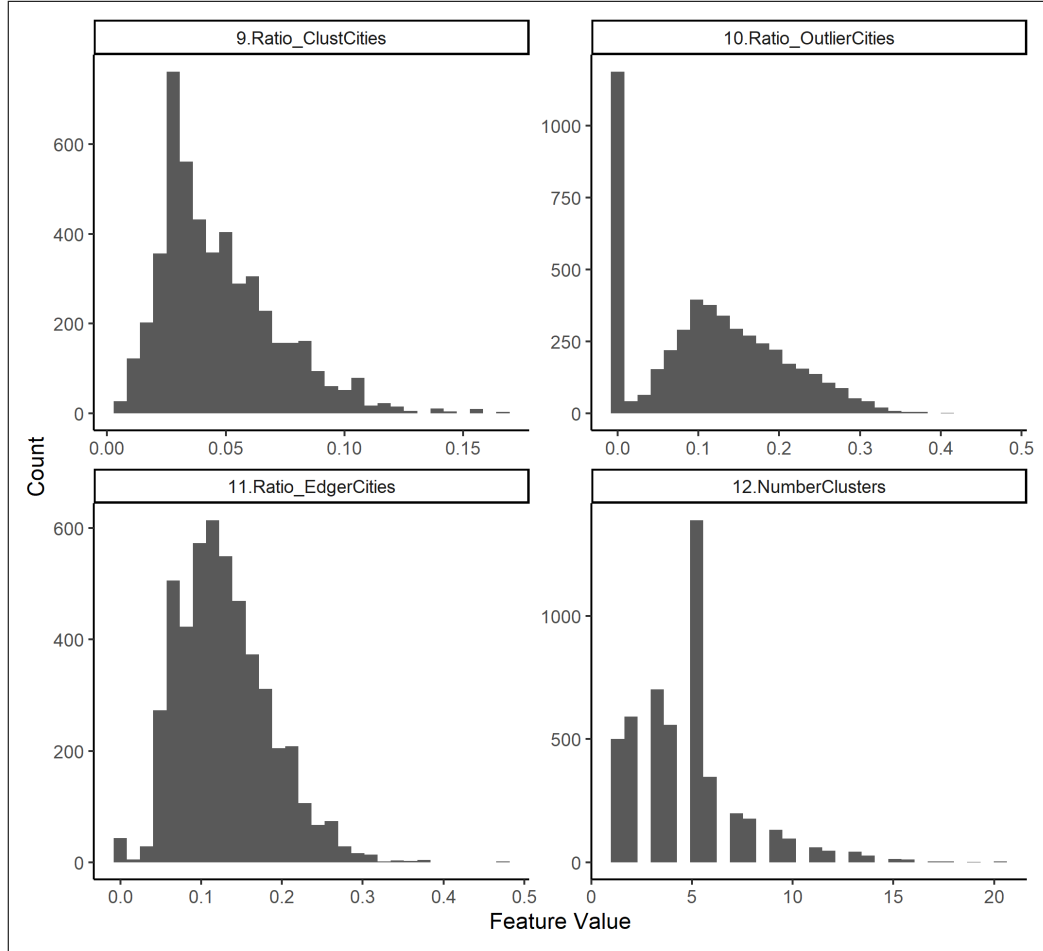 9.Ratio_ClustCities
10.Ratio_OutlierCities
600
400
200
0
0.00 0.05 0.10 0.15
1000
750
500
250
0
0.0 0.1 0.2 0.3 0.4 0.5
Count
11.Ratio_EdgerCities
12.NumberClusters
600
400
200
0
0.0 0.1 0.2 0.3 0.4 0.5
1000
500
0
0 5 10 15 20
Feature Value